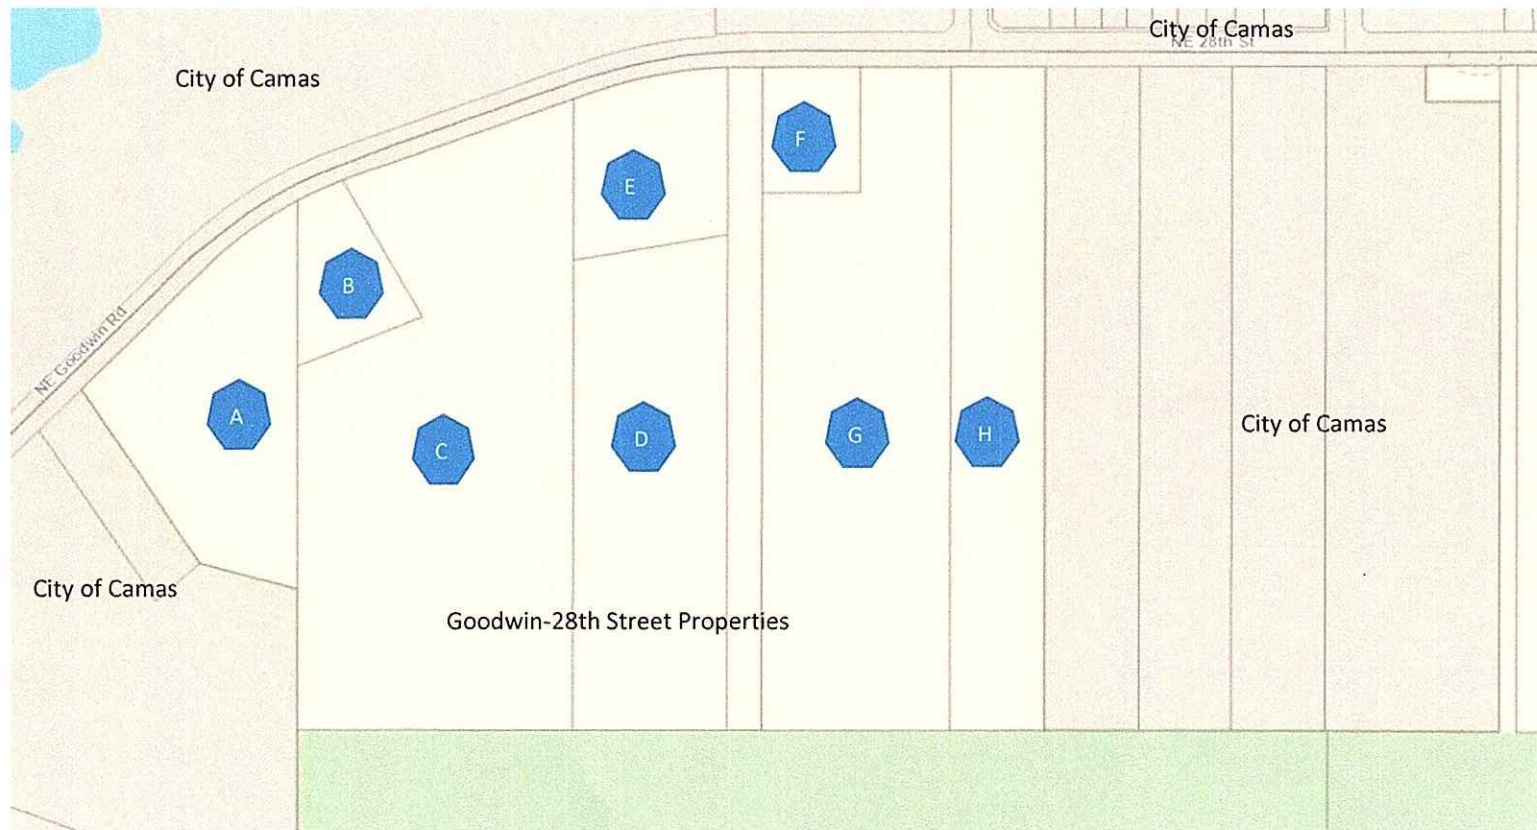 City of Camas
NE 28th St
City of Camas
F
E
B
NE Goodwin Rd
A
C
D
G
H
City of Camas
City of Camas
Goodwin-28th Street Properties